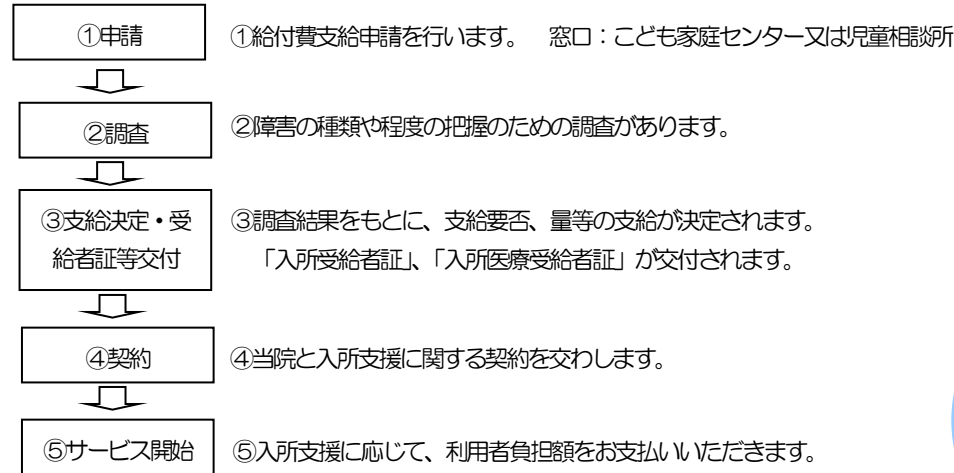 ①申請
①給付費支給申請を行います。 窓口：こども家庭センター又は児童相談所
②調査
②障害の種類や程度の把握のための調査があります。
③支給決定・受
給者証等交付
③調査結果をもとに、支給要否、量等の支給が決定されます。
「入所受給者証」、「入所医療受給者証」が交付されます。
④契約
④当院と入所支援に関する契約を交わします。
⑤サービス開始
⑤入所支援に応じて、利用者負担額をお支払いいただきます。